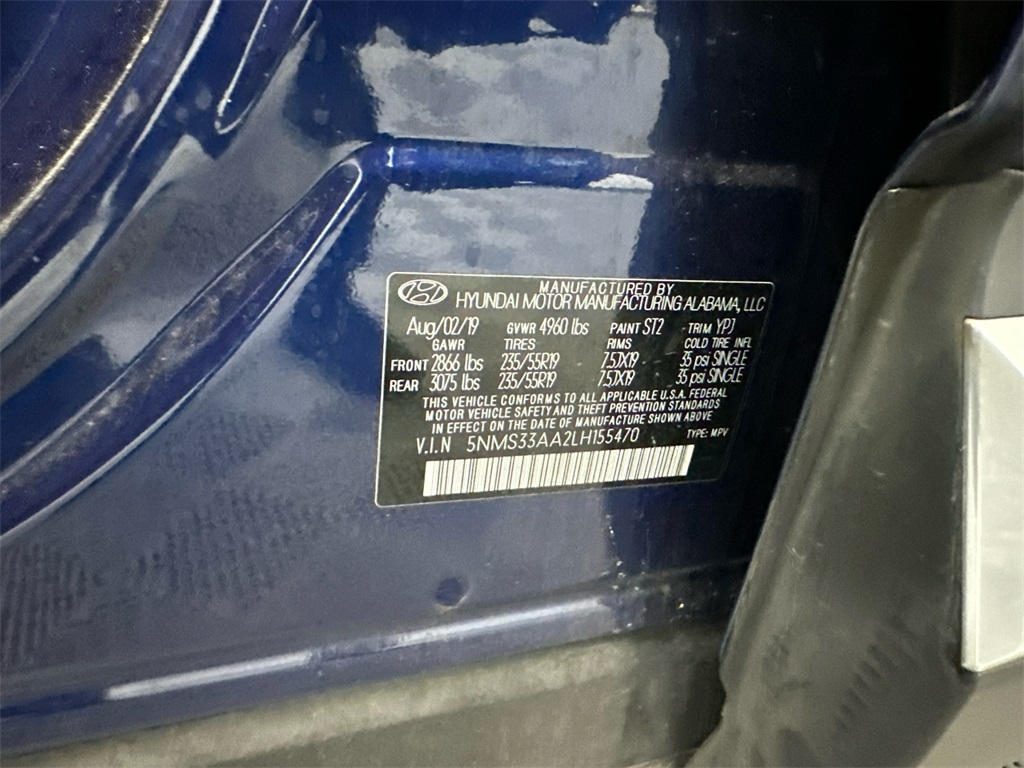 MANUFACTURED BY
HYUNDAI MOTOR MANUFACTURING ALABAMA, LLC
Aug/02/19 GVWR 4960 lbs PAINT ST2 TRIM YPJ
GAWR TIRES RIMS COLD TIRE INFL
FRONT 2866 lbs 235/55R19 7.5JX19 35 psi SINGLE
REAR 3075 lbs 235/55R19 7.5JX19 35 psi SINGLE
THIS VEHICLE CONFORMS TO ALL APPLICABLE U.S.A. FEDERAL
MOTOR VEHICLE SAFETY AND THEFT PREVENTION STANDARDS
IN EFFECT ON THE DATE OF MANUFACTURE SHOWN ABOVE
V.I.N 5NMS33AA2LH155470 TYPE: MPV